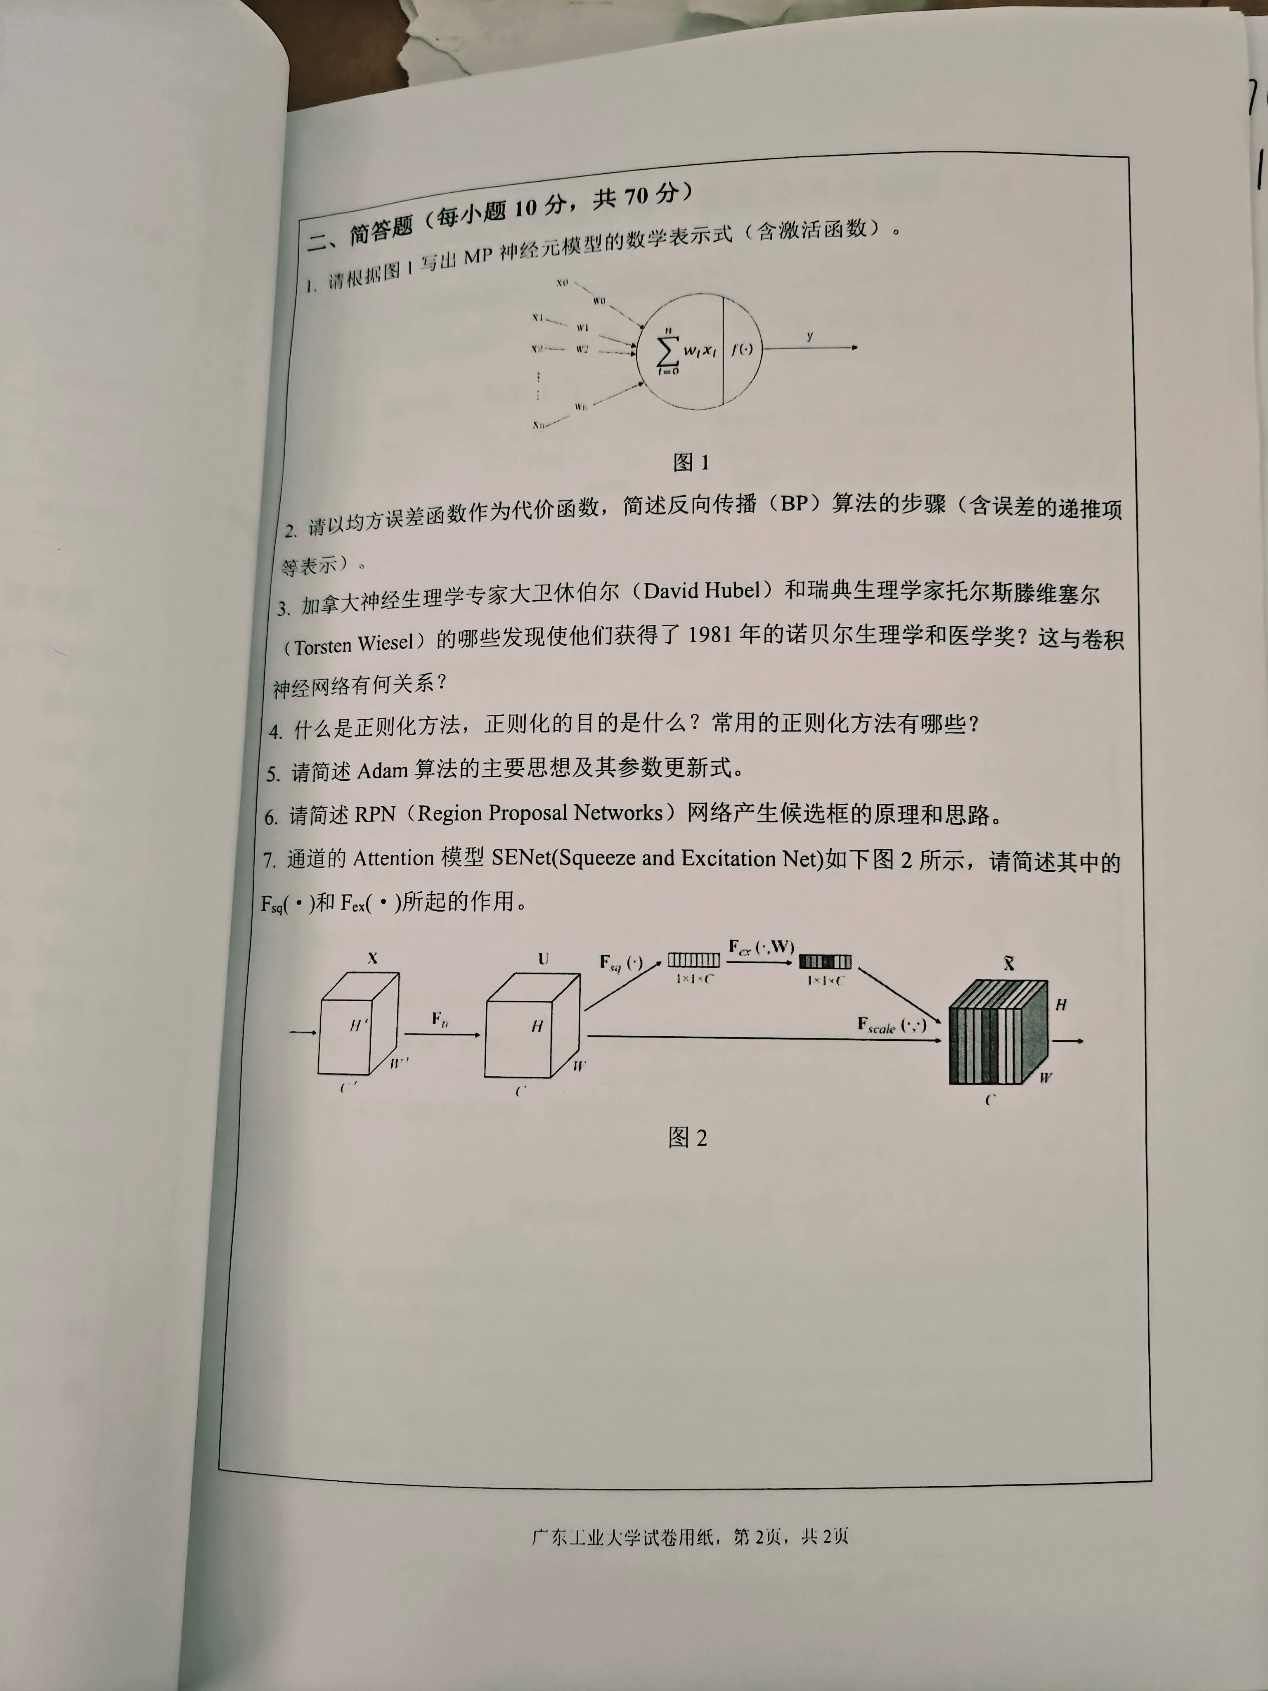 二、简答题（每小题 10 分，共 70 分）
1. 请根据图 1 写出 MP 神经元模型的数学表示式（含激活函数）。
x0
w0
x1 w1
x2 w2
n
∑ wixi f(·) y
i=0
wn
xn
图 1
2. 请以均方误差函数作为代价函数，简述反向传播（BP）算法的步骤（含误差的递推项
等表示）。
3. 加拿大神经生理学专家大卫休伯尔（David Hubel）和瑞典生理学家托尔斯滕维塞尔
（Torsten Wiesel）的哪些发现使他们获得了 1981 年的诺贝尔生理学和医学奖？这与卷积
神经网络有何关系？
4. 什么是正则化方法，正则化的目的是什么？常用的正则化方法有哪些？
5. 请简述 Adam 算法的主要思想及其参数更新式。
6. 请简述 RPN（Region Proposal Networks）网络产生候选框的原理和思路。
7. 通道的 Attention 模型 SENet(Squeeze and Excitation Net)如下图 2 所示，请简述其中的
Fsq(·)和 Fex(·)所起的作用。
X U Fsq (·) Fex (·,W) X̃
1×1×C 1×1×C
H' Ftr H Fscale (·,·) H
W' W W
C' C C
图 2
广东工业大学试卷用纸，第 2页，共 2页